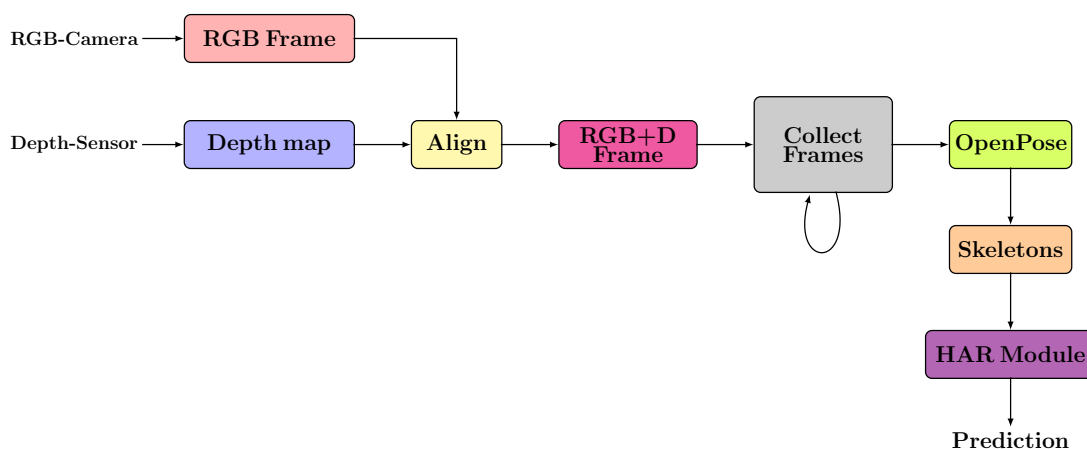 RGB-Camera
RGB Frame
Depth-Sensor
Depth map
Align
RGB+D
Frame
Collect
Frames
OpenPose
Skeletons
HAR Module
Prediction